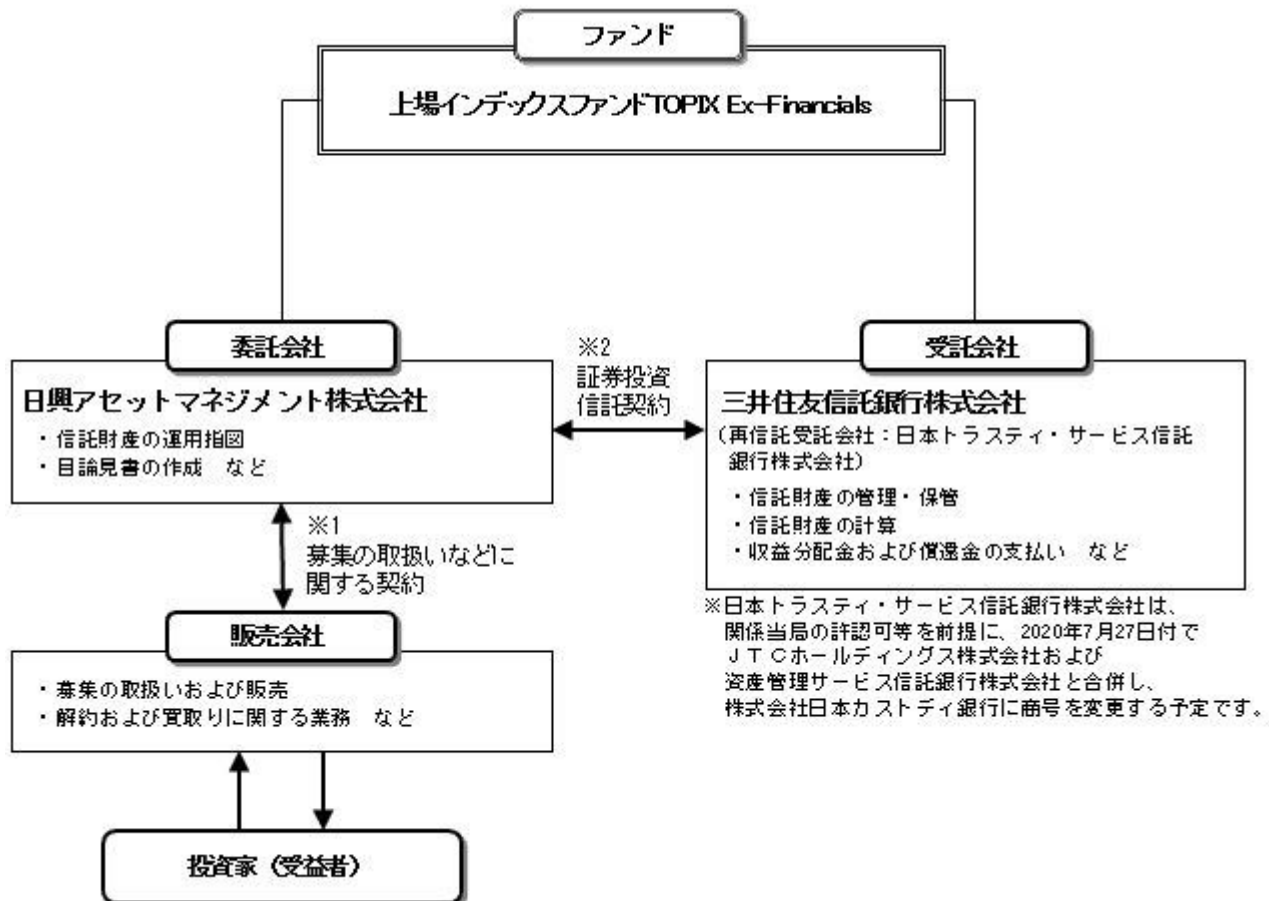 ファンド
上場インデックスファンドTOPIX Ex-Financials
委託会社
日興アセットマネジメント株式会社
・信託財産の運用指図
・目論見書の作成　など
※2
証券投資
信託契約
受託会社
三井住友信託銀行株式会社
（再信託受託会社：日本トラスティ・サービス信託
銀行株式会社）
・信託財産の管理・保管
・信託財産の計算
・収益分配金および償還金の支払い　など
※1
募集の取扱いなどに
関する契約
販売会社
・募集の取扱いおよび販売
・解約および買取りに関する業務　など
※日本トラスティ・サービス信託銀行株式会社は、
関係当局の許認可等を前提に、2020年7月27日付で
ＪＴＣホールディングス株式会社および
資産管理サービス信託銀行株式会社と合併し、
株式会社日本カストディ銀行に商号を変更する予定です。
投資家（受益者）